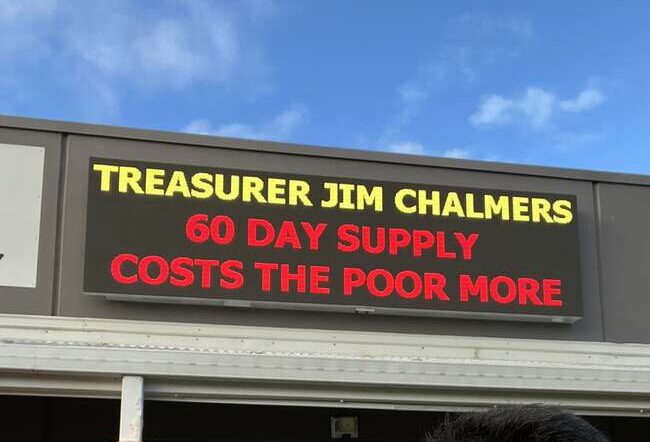 TREASURER JIM CHALMERS
60 DAY SUPPLY
COSTS THE POOR MORE